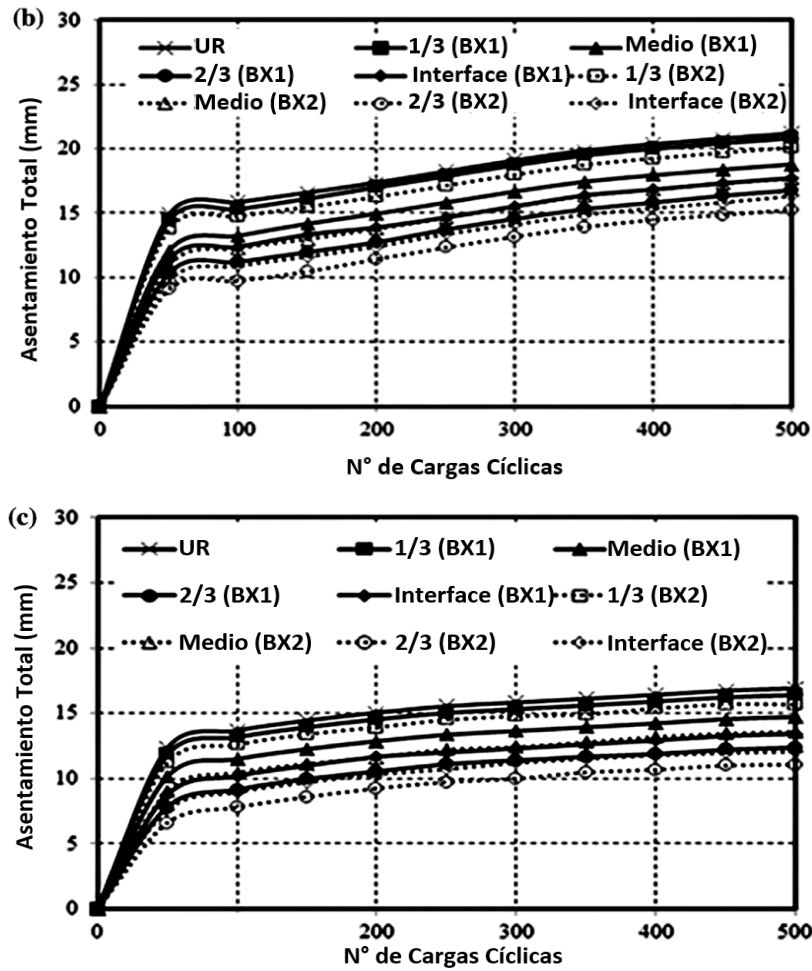 (b)
30
25
20
15
10
5
0
Asentamiento Total (mm)
UR
1/3 (BX1)
Medio (BX1)
2/3 (BX1)
Interface (BX1)
1/3 (BX2)
Medio (BX2)
2/3 (BX2)
Interface (BX2)
0 100 200 300 400 500
N° de Cargas Cíclicas
(c)
30
25
20
15
10
5
0
Asentamiento Total (mm)
UR
1/3 (BX1)
Medio (BX1)
2/3 (BX1)
Interface (BX1)
1/3 (BX2)
Medio (BX2)
2/3 (BX2)
Interface (BX2)
0 100 200 300 400 500
N° de Cargas Cíclicas